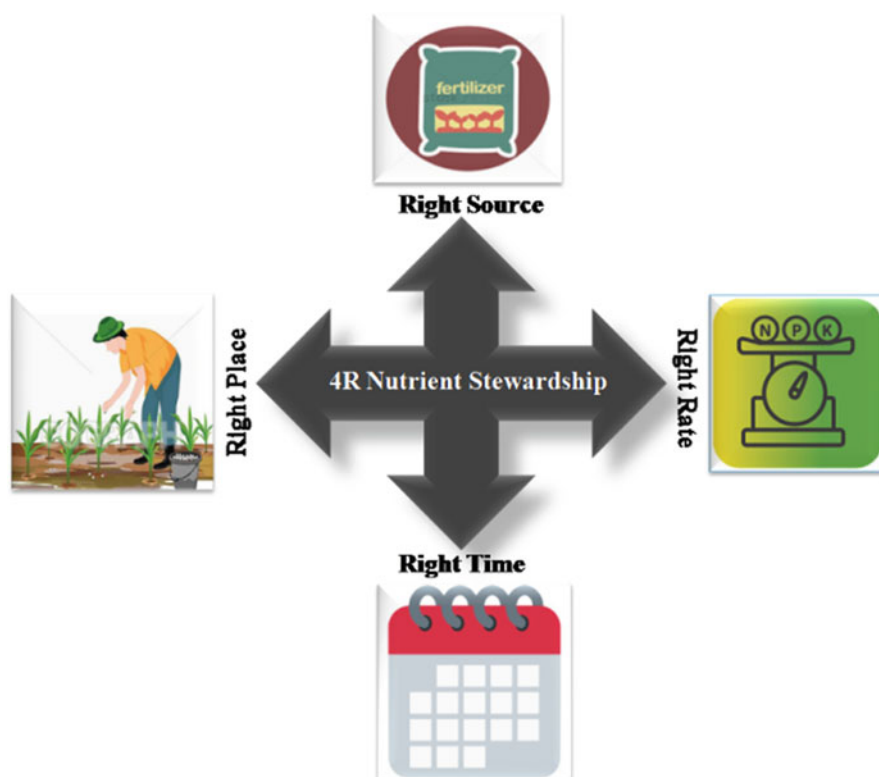 fertilizer
Right Source
Right Place
4R Nutrient Stewardship
Right Rate
N P K
Right Time